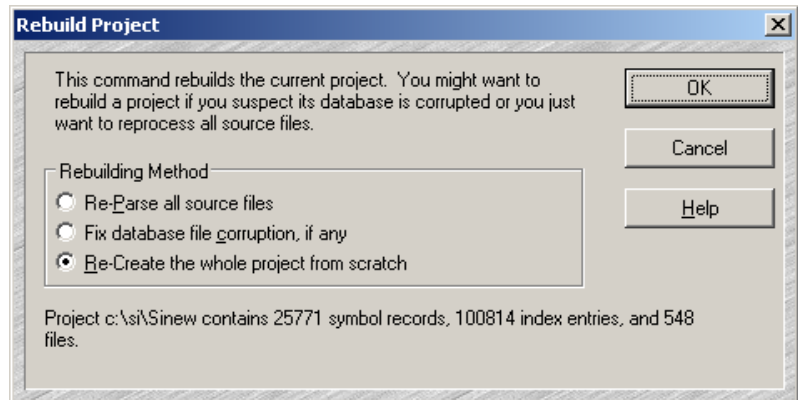 Rebuild Project
This command rebuilds the current project. You might want to
rebuild a project if you suspect its database is corrupted or you just
want to reprocess all source files.
OK
Cancel
Help
Rebuilding Method
Re-Parse all source files
Fix database file corruption, if any
Re-Create the whole project from scratch
Project c:\si\Sinew contains 25771 symbol records, 100814 index entries, and 548
files.